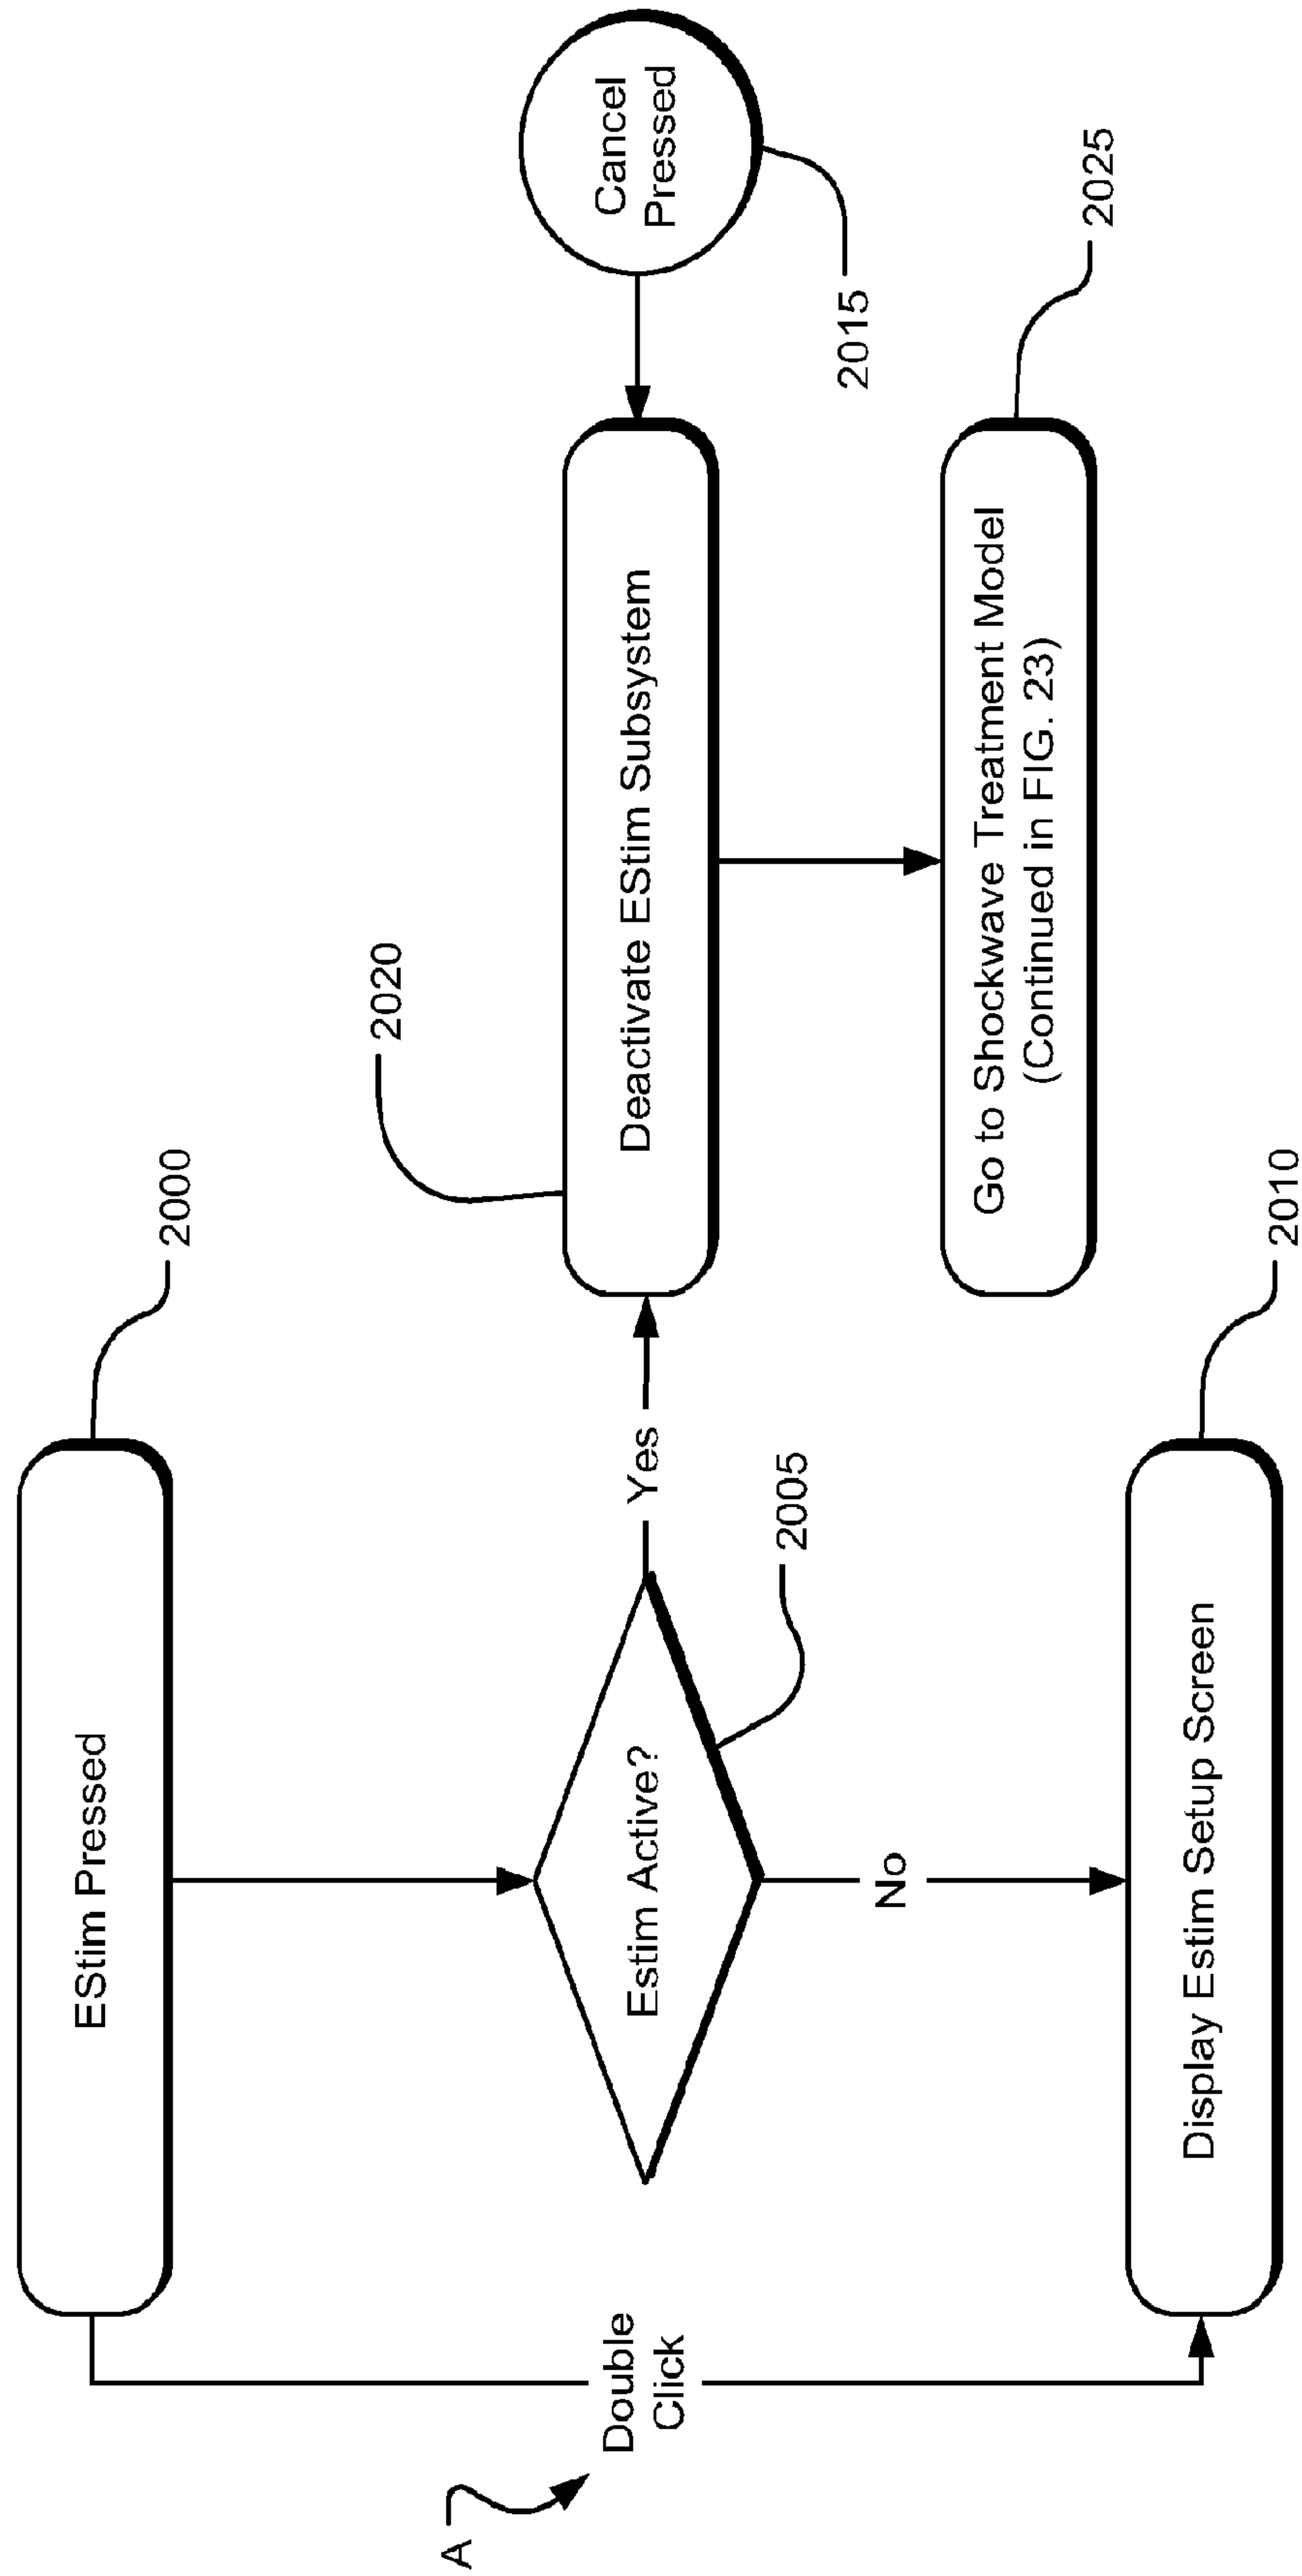 EStim Pressed
2000
A
Double
Click
Estim Active?
2005
Yes
No
Display Estim Setup Screen
2010
2020
Deactivate EStim Subsystem
Cancel
Pressed
2015
Go to Shockwave Treatment Model
(Continued in FIG. 23)
2025